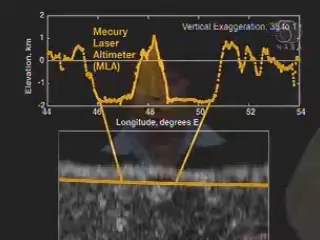 Vertical Exaggeration: 35 to 1
NASA
Mecury
Laser
Altimeter
(MLA)
Elevation, km
2
1
0
-1
-2
44 46 48 50 52 54
Longitude, degrees E